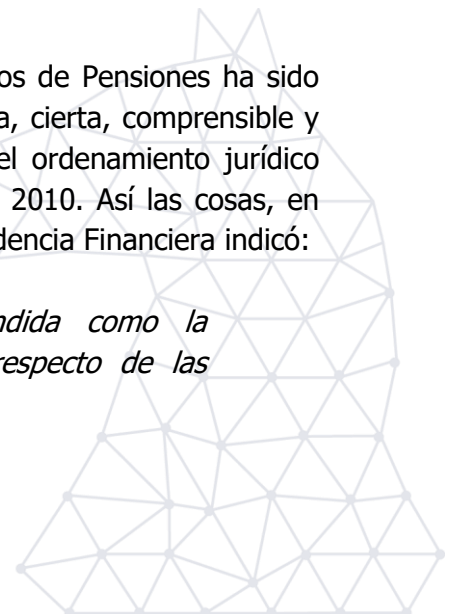 os de Pensiones ha sido
a, cierta, comprensible y
el ordenamiento jurídico
2010. Así las cosas, en
dencia Financiera indicó:
ndida como la
respecto de las